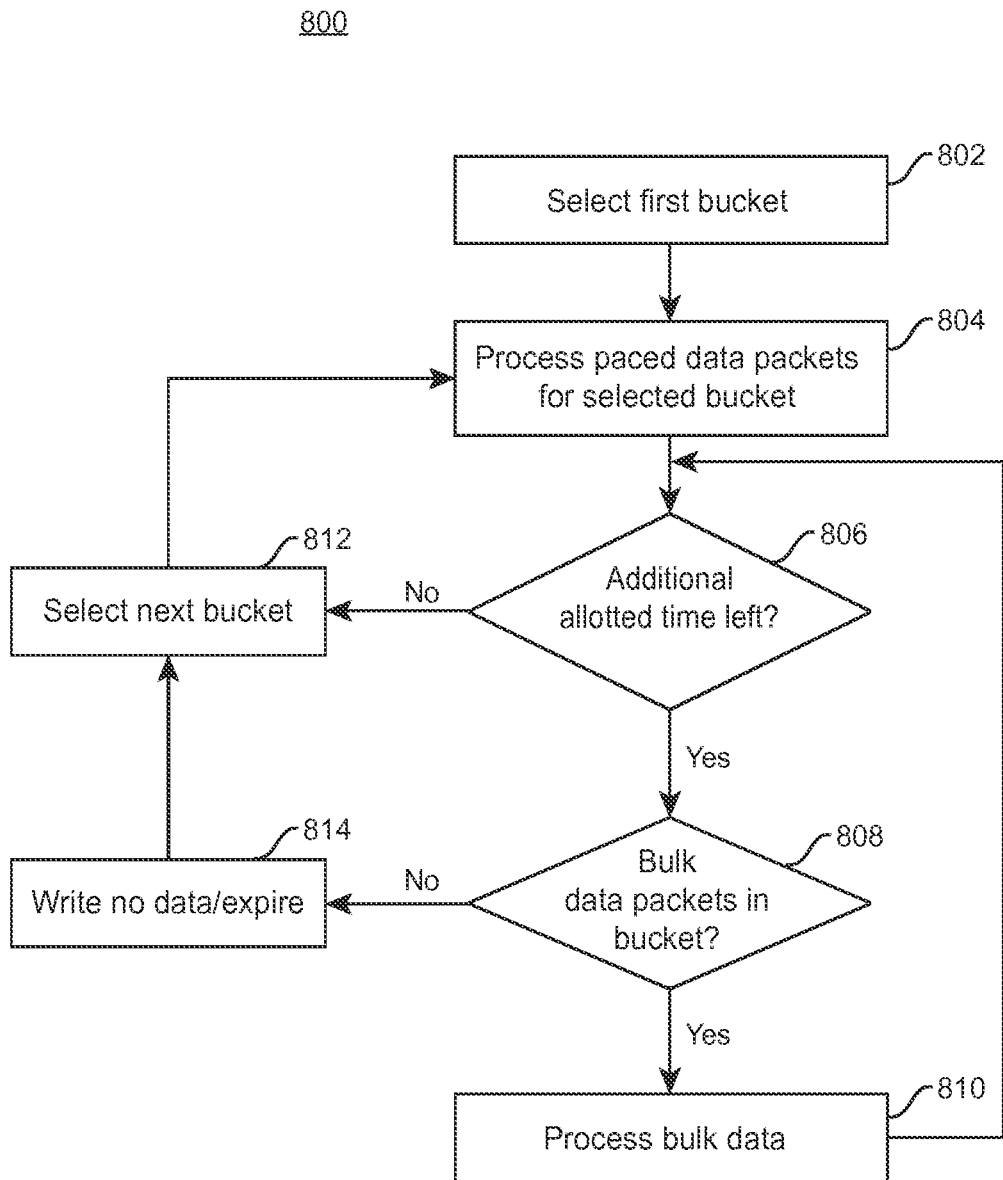 800
802
Select first bucket
804
Process paced data packets
for selected bucket
806
Additional
allotted time left?
No
812
Select next bucket
Yes
808
Bulk
data packets in
bucket?
No
814
Write no data/expire
Yes
810
Process bulk data